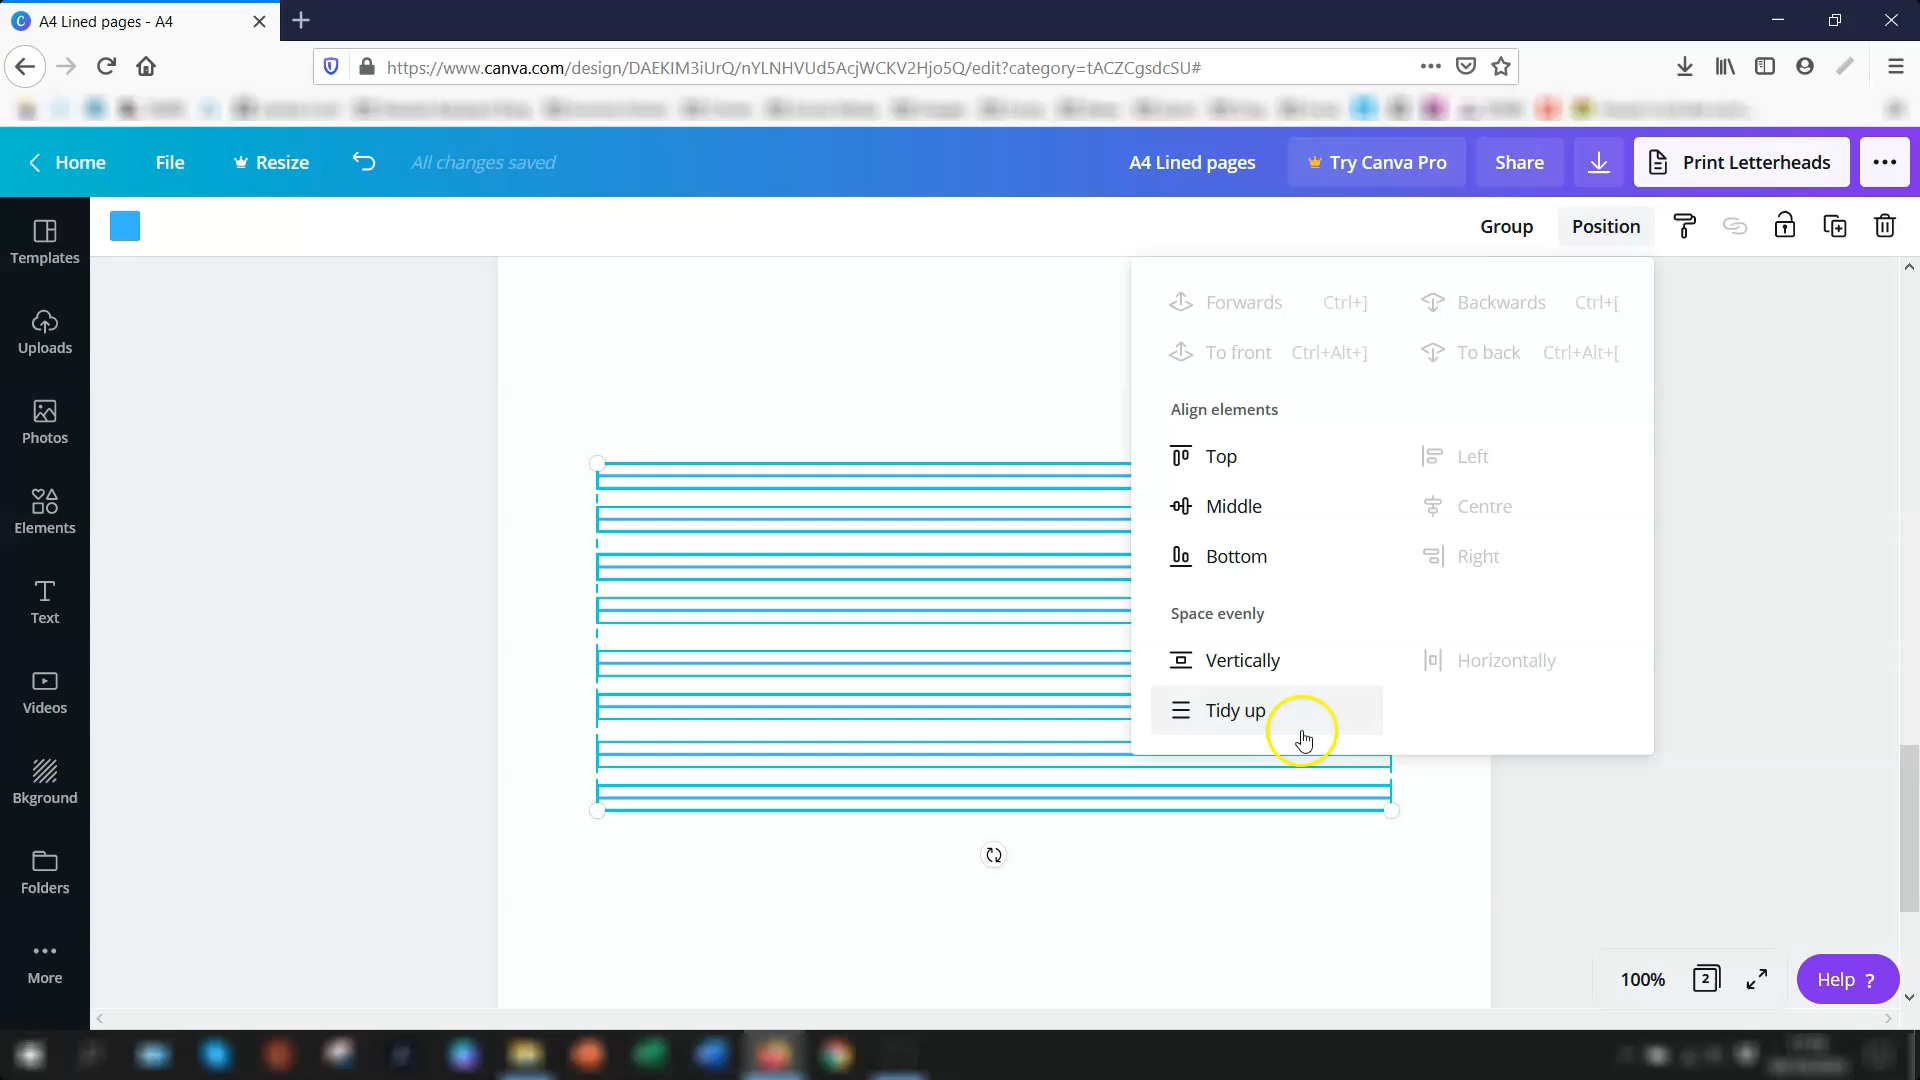 A4 Lined pages - A4
https://www.canva.com/design/DAEKIM3iUrQ/nYLNHVUd5AcjWCKV2Hjo5Q/edit?category=tACZCgsdcSU#
Home File Resize All changes saved A4 Lined pages Try Canva Pro Share Print Letterheads
Group Position
Templates
Uploads
Photos
Elements
Text
Videos
Bkground
Folders
More
Forwards Ctrl+] Backwards Ctrl+[
To front Ctrl+Alt+] To back Ctrl+Alt+[
Align elements
Top Left
Middle Centre
Bottom Right
Space evenly
Vertically Horizontally
Tidy up
100% 2 Help ?